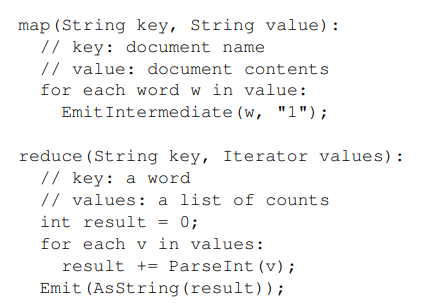 map(String key, String value):
// key: document name
// value: document contents
for each word w in value:
EmitIntermediate(w, "1");
reduce(String key, Iterator values):
// key: a word
// values: a list of counts
int result = 0;
for each v in values:
result += ParseInt(v);
Emit(AsString(result));